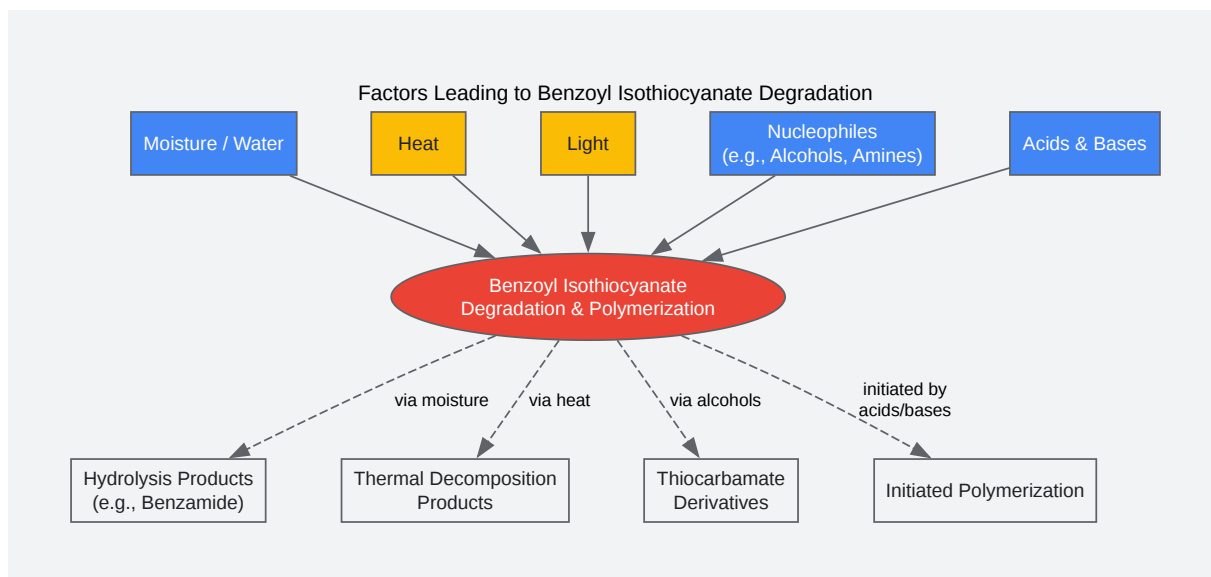 Factors Leading to Benzoyl Isothiocyanate Degradation
Moisture / Water
Heat
Light
Nucleophiles
(e.g., Alcohols, Amines)
Acids & Bases
Benzoyl Isothiocyanate
Degradation & Polymerization
via moisture
via heat
via alcohols
initiated by
acids/bases
Hydrolysis Products
(e.g., Benzamide)
Thermal Decomposition
Products
Thiocarbamate
Derivatives
Initiated Polymerization